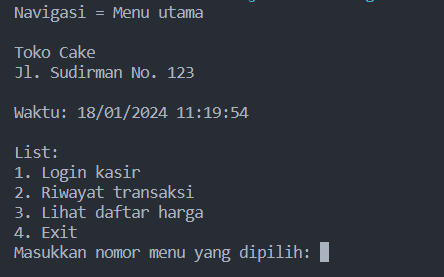 Navigasi = Menu utama
Toko Cake
Jl. Sudirman No. 123
Waktu: 18/01/2024 11:19:54
List:
1. Login kasir
2. Riwayat transaksi
3. Lihat daftar harga
4. Exit
Masukkan nomor menu yang dipilih: